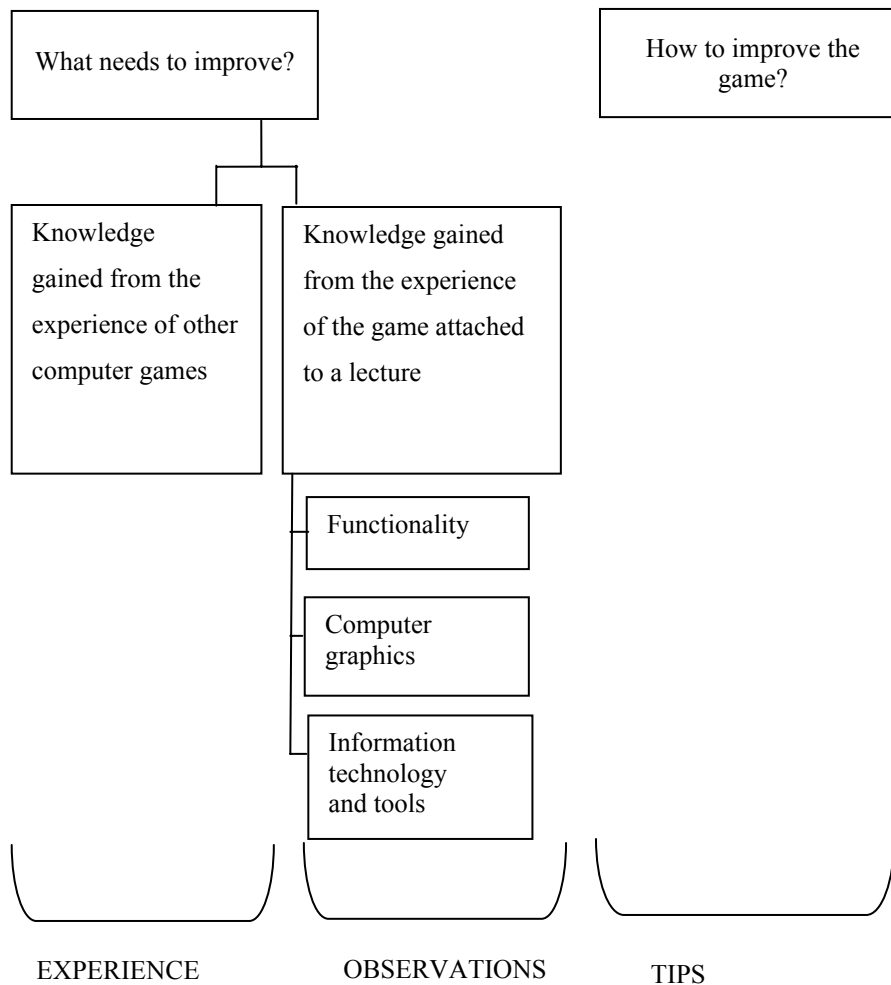 What needs to improve?
How to improve the
game?
Knowledge
gained from the
experience of other
computer games
Knowledge gained
from the experience
of the game attached
to a lecture
Functionality
Computer
graphics
Information
technology
and tools
EXPERIENCE
OBSERVATIONS
TIPS